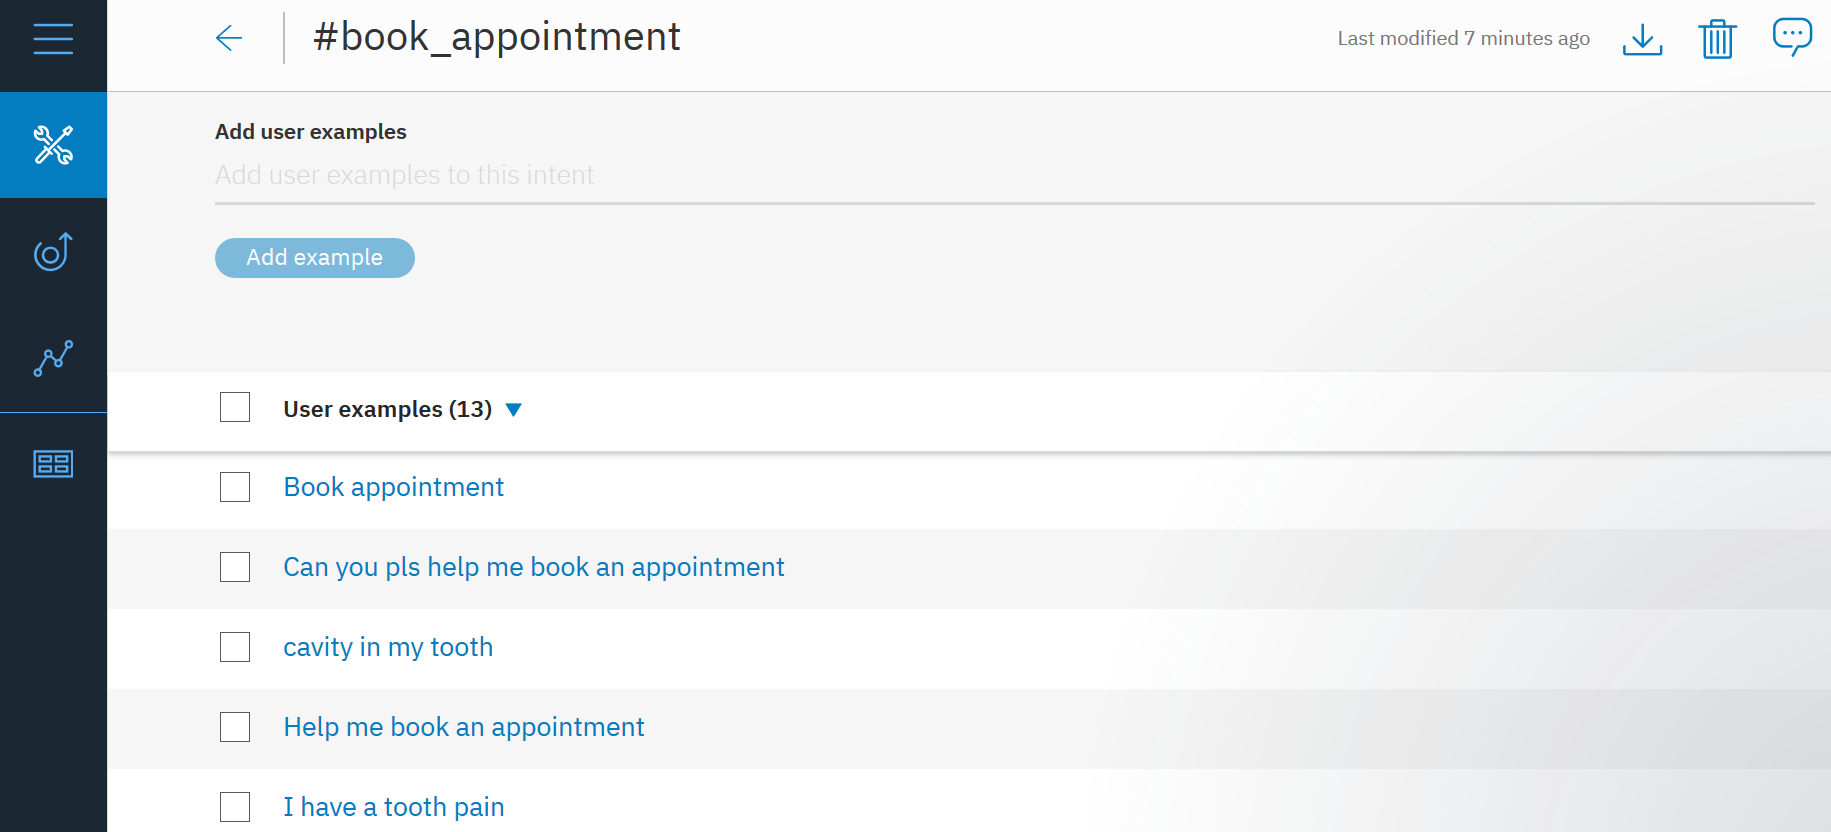 #book_appointment
Last modified 7 minutes ago
Add user examples
Add user examples to this intent
Add example
User examples (13)
Book appointment
Can you pls help me book an appointment
cavity in my tooth
Help me book an appointment
I have a tooth pain